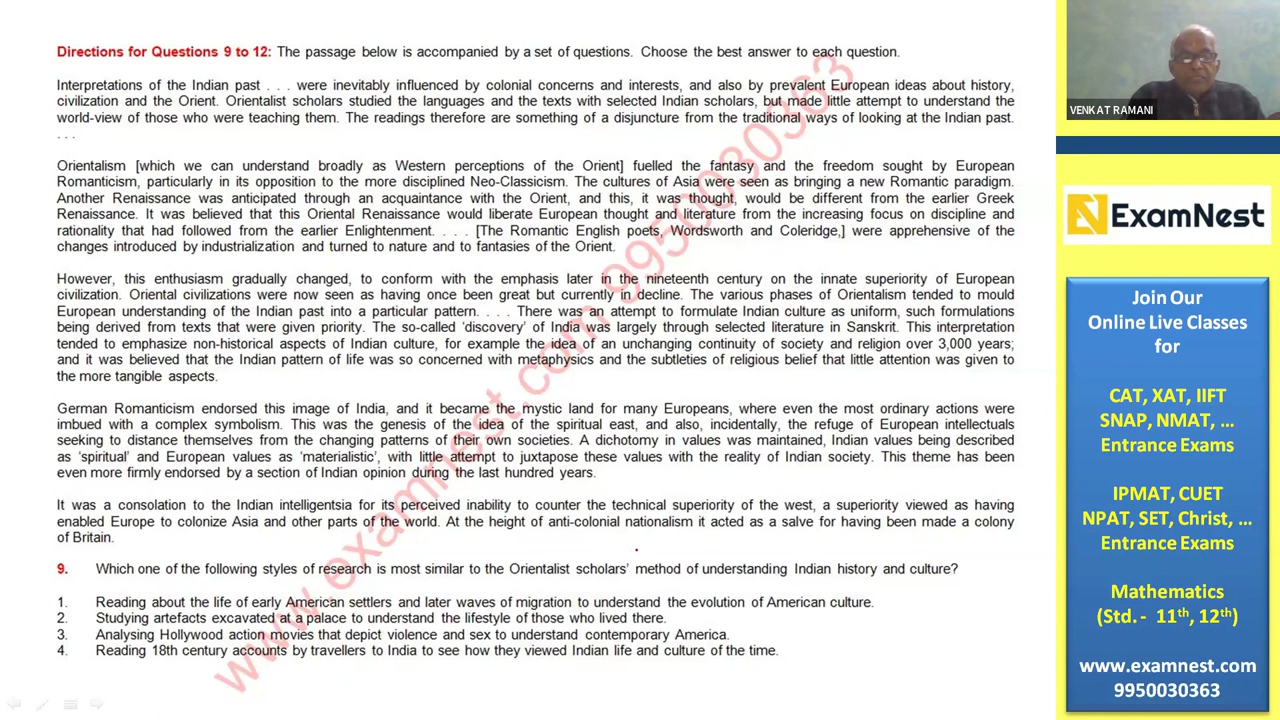 Directions for Questions 9 to 12: The passage below is accompanied by a set of questions. Choose the best answer to each question.
Interpretations of the Indian past . . . were inevitably influenced by colonial concerns and interests, and also by prevalent European ideas about history,
civilization and the Orient. Orientalist scholars studied the languages and the texts with selected Indian scholars, but made little attempt to understand the
world-view of those who were teaching them. The readings therefore are something of a disjuncture from the traditional ways of looking at the Indian past.
. . .
Orientalism [which we can understand broadly as Western perceptions of the Orient] fuelled the fantasy and the freedom sought by European
Romanticism, particularly in its opposition to the more disciplined Neo-Classicism. The cultures of Asia were seen as bringing a new Romantic paradigm.
Another Renaissance was anticipated through an acquaintance with the Orient, and this, it was thought, would be different from the earlier Greek
Renaissance. It was believed that this Oriental Renaissance would liberate European thought and literature from the increasing focus on discipline and
rationality that had followed from the earlier Enlightenment. . . . [The Romantic English poets, Wordsworth and Coleridge,] were apprehensive of the
changes introduced by industrialization and turned to nature and to fantasies of the Orient.
However, this enthusiasm gradually changed, to conform with the emphasis later in the nineteenth century on the innate superiority of European
civilization. Oriental civilizations were now seen as having once been great but currently in decline. The various phases of Orientalism tended to mould
European understanding of the Indian past into a particular pattern. . . . There was an attempt to formulate Indian culture as uniform, such formulations
being derived from texts that were given priority. The so-called ‘discovery’ of India was largely through selected literature in Sanskrit. This interpretation
tended to emphasize non-historical aspects of Indian culture, for example the idea of an unchanging continuity of society and religion over 3,000 years;
and it was believed that the Indian pattern of life was so concerned with metaphysics and the subtleties of religious belief that little attention was given to
the more tangible aspects.
German Romanticism endorsed this image of India, and it became the mystic land for many Europeans, where even the most ordinary actions were
imbued with a complex symbolism. This was the genesis of the idea of the spiritual east, and also, incidentally, the refuge of European intellectuals
seeking to distance themselves from the changing patterns of their own societies. A dichotomy in values was maintained, Indian values being described
as ‘spiritual’ and European values as ‘materialistic’, with little attempt to juxtapose these values with the reality of Indian society. This theme has been
even more firmly endorsed by a section of Indian opinion during the last hundred years.
It was a consolation to the Indian intelligentsia for its perceived inability to counter the technical superiority of the west, a superiority viewed as having
enabled Europe to colonize Asia and other parts of the world. At the height of anti-colonial nationalism it acted as a salve for having been made a colony
of Britain.
9. Which one of the following styles of research is most similar to the Orientalist scholars’ method of understanding Indian history and culture?
1. Reading about the life of early American settlers and later waves of migration to understand the evolution of American culture.
2. Studying artefacts excavated at a palace to understand the lifestyle of those who lived there.
3. Analysing Hollywood action movies that depict violence and sex to understand contemporary America.
4. Reading 18th century accounts by travellers to India to see how they viewed Indian life and culture of the time.
www.examnest.com 9950030363
VENKAT RAMANI
ExamNest
Join Our
Online Live Classes
for
CAT, XAT, IIFT
SNAP, NMAT, ...
Entrance Exams
IPMAT, CUET
NPAT, SET, Christ, ...
Entrance Exams
Mathematics
(Std. - 11th, 12th)
www.examnest.com
9950030363